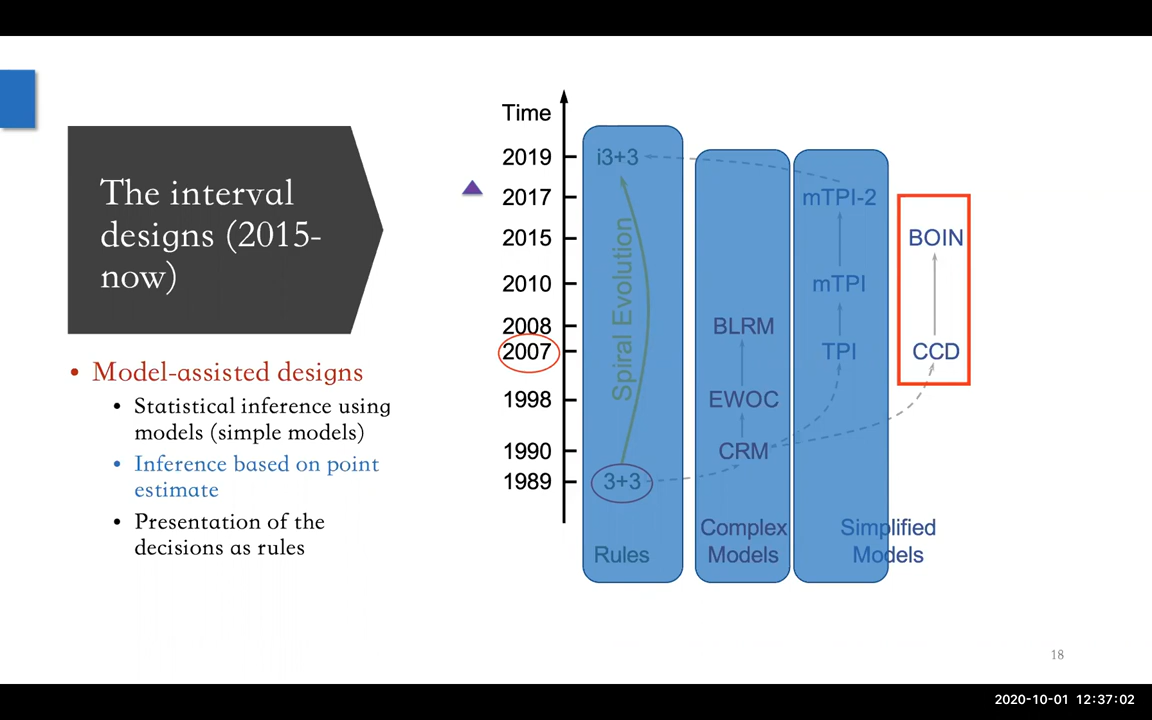 The interval
designs (2015-
now)
• Model-assisted designs
• Statistical inference using
models (simple models)
• Inference based on point
estimate
• Presentation of the
decisions as rules
Time
2019
2017
2015
2010
2008
2007
1998
1990
1989
i3+3
Spiral Evolution
3+3
Rules
BLRM
EWOC
CRM
Complex
Models
mTPI-2
mTPI
TPI
Simplified
Models
BOIN
CCD
18
2020-10-01 12:37:02